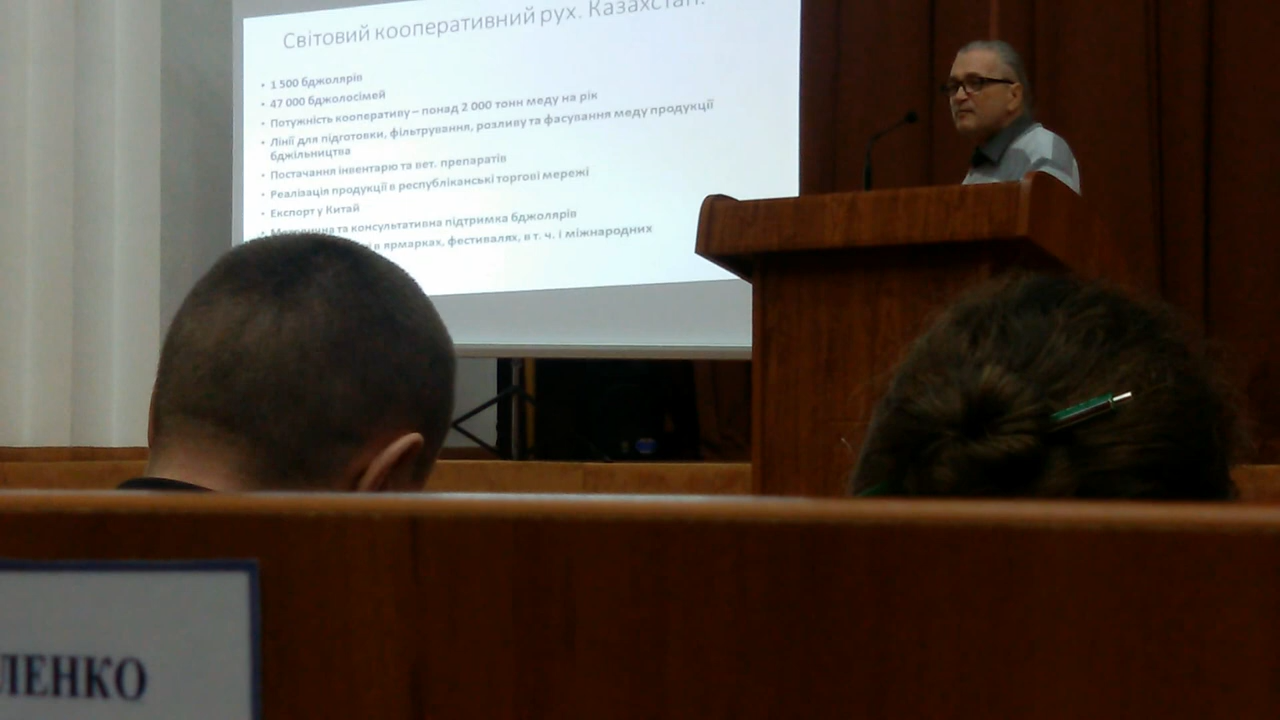 Світовий кооперативний рух. Казахстан.
• 1 500 бджолярів
• 47 000 бджолосімей
• Потужність кооперативу – понад 2 000 тонн меду на рік
• Лінії для підготовки, фільтрування, розливу та фасування меду продукції
бджільництва
• Постачання інвентарю та вет. препаратів
• Реалізація продукції в республіканські торгові мережі
• Експорт у Китай
• та консультативна підтримка бджолярів
в ярмарках, фестивалях, в т. ч. і міжнародних
ЛЕНКО